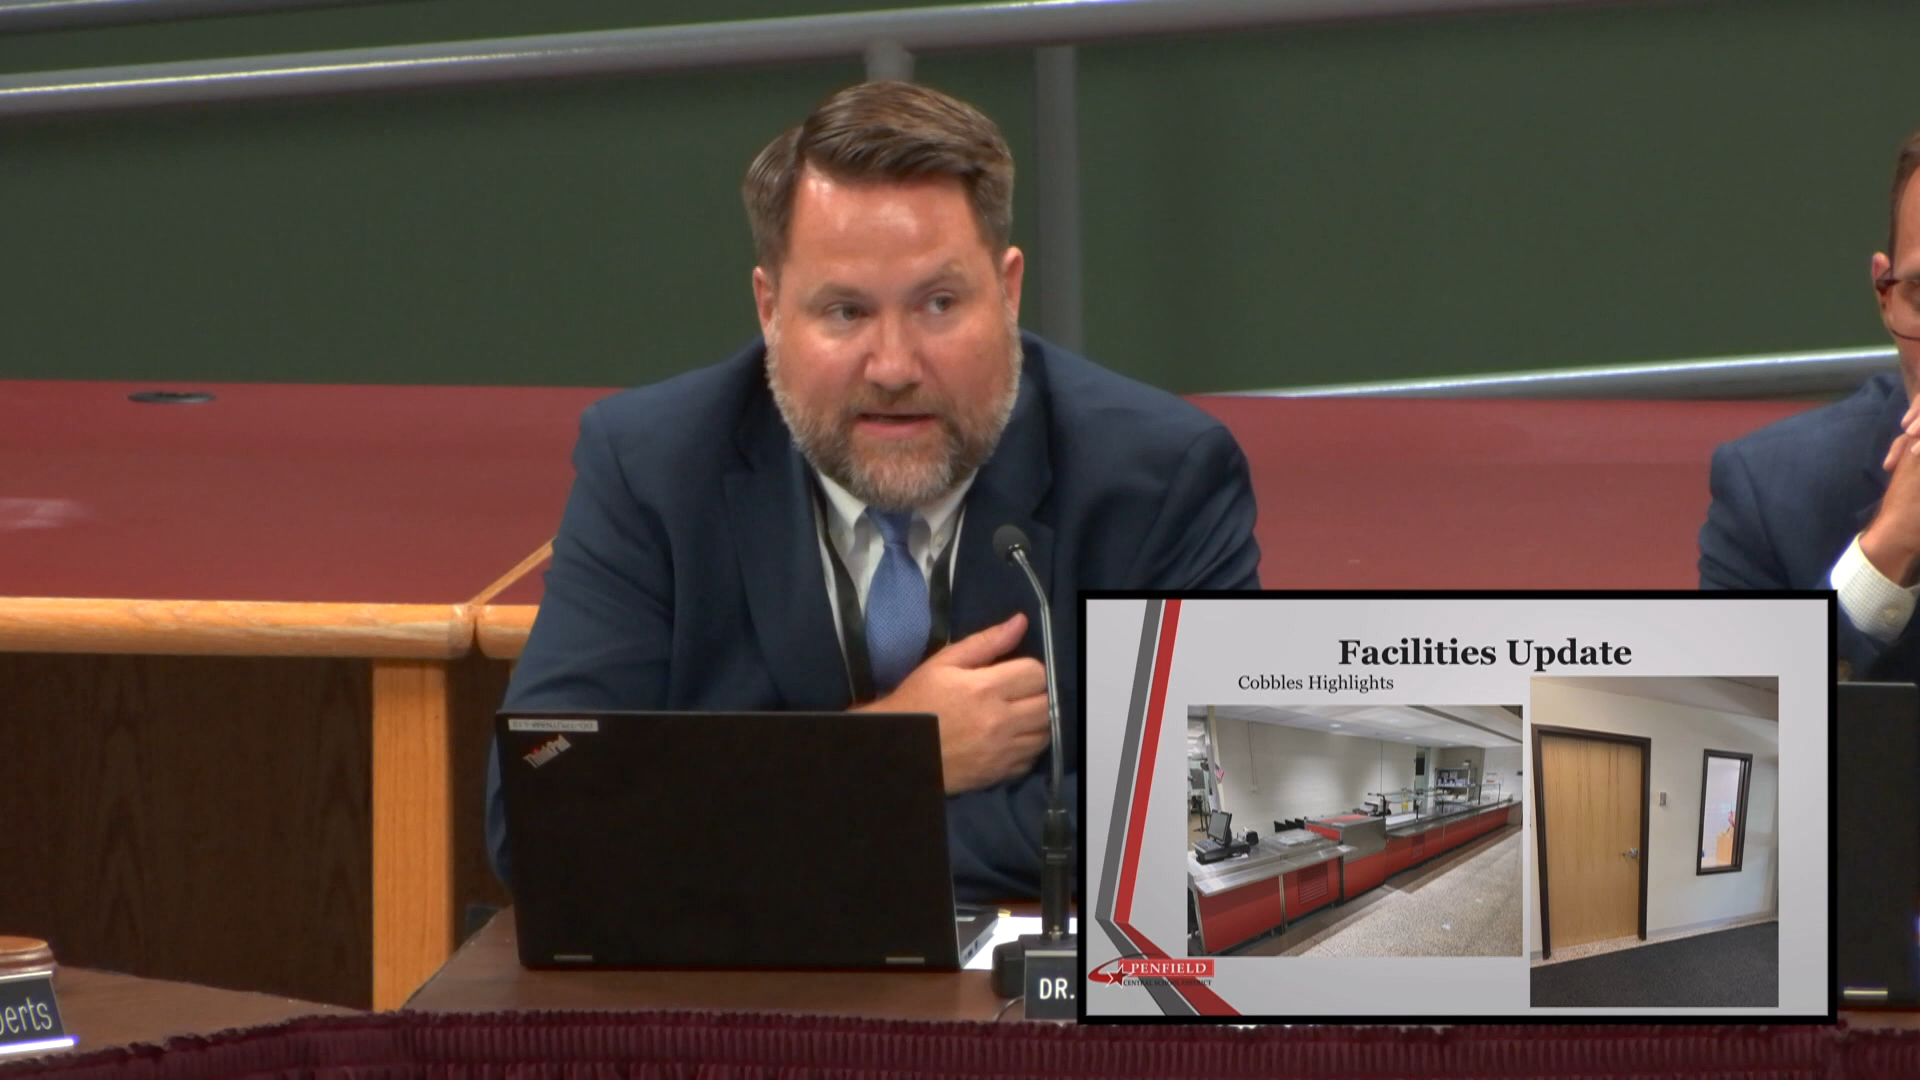 ThinkPad
erts
DR.
Facilities Update
Cobbles Highlights
PENFIELD
CENTRAL SCHOOL DISTRICT